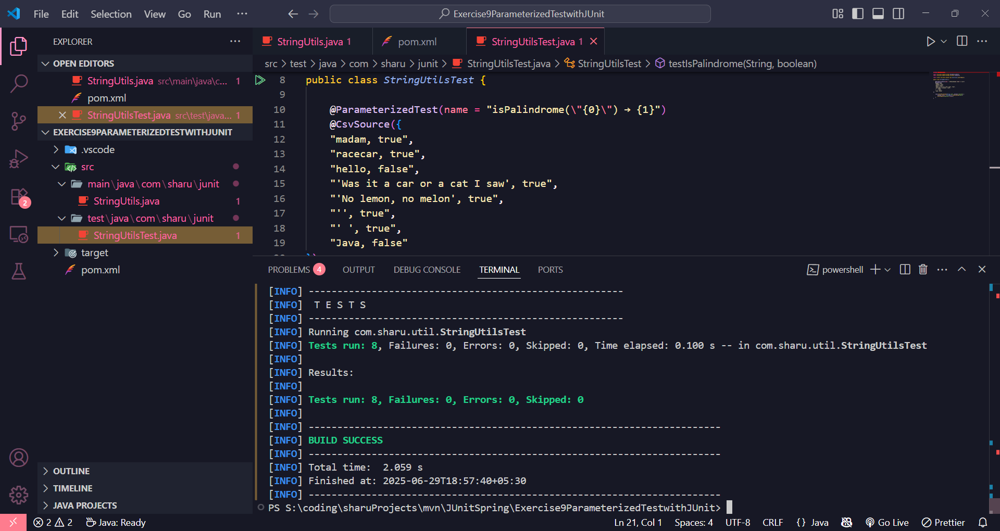 File Edit Selection View Go Run ···
Exercise9ParameterizedTestwithJUnit
EXPLORER
OPEN EDITORS
StringUtils.java src\main\java\c... 1
pom.xml
StringUtilsTest.java src\test\java... 1
EXERCISE9PARAMETERIZEDTESTWITHJUNIT
.vscode
src
main\java\com\sharu\junit
StringUtils.java 1
test\java\com\sharu\junit
StringUtilsTest.java 1
target
pom.xml
2
OUTLINE
TIMELINE
JAVA PROJECTS
StringUtils.java 1
pom.xml
StringUtilsTest.java 1
src > test > java > com > sharu > junit > StringUtilsTest.java > StringUtilsTest > testIsPalindrome(String, boolean)
8 public class StringUtilsTest {
9
10 @ParameterizedTest(name = "isPalindrome(\"{0}\") → {1}")
11 @CsvSource({
12 "madam, true",
13 "racecar, true",
14 "hello, false",
15 "'Was it a car or a cat I saw', true",
16 "'No lemon, no melon', true",
17 "'', true",
18 "' ', true",
19 "Java, false"
PROBLEMS 4 OUTPUT DEBUG CONSOLE TERMINAL PORTS
powershell
[INFO] -------------------------------------------------------
[INFO]  T E S T S
[INFO] -------------------------------------------------------
[INFO] Running com.sharu.util.StringUtilsTest
[INFO] Tests run: 8, Failures: 0, Errors: 0, Skipped: 0, Time elapsed: 0.100 s -- in com.sharu.util.StringUtilsTest
[INFO]
[INFO] Results:
[INFO]
[INFO] Tests run: 8, Failures: 0, Errors: 0, Skipped: 0
[INFO]
[INFO] ------------------------------------------------------------------------
[INFO] BUILD SUCCESS
[INFO] ------------------------------------------------------------------------
[INFO] Total time:  2.059 s
[INFO] Finished at: 2025-06-29T18:57:40+05:30
[INFO] ------------------------------------------------------------------------
PS S:\coding\sharuProjects\mvn\JUnitSpring\Exercise9ParameterizedTestwithJUnit>
2 2 Java: Ready
Ln 21, Col 1 Spaces: 4 UTF-8 CRLF {} Java Go Live Prettier